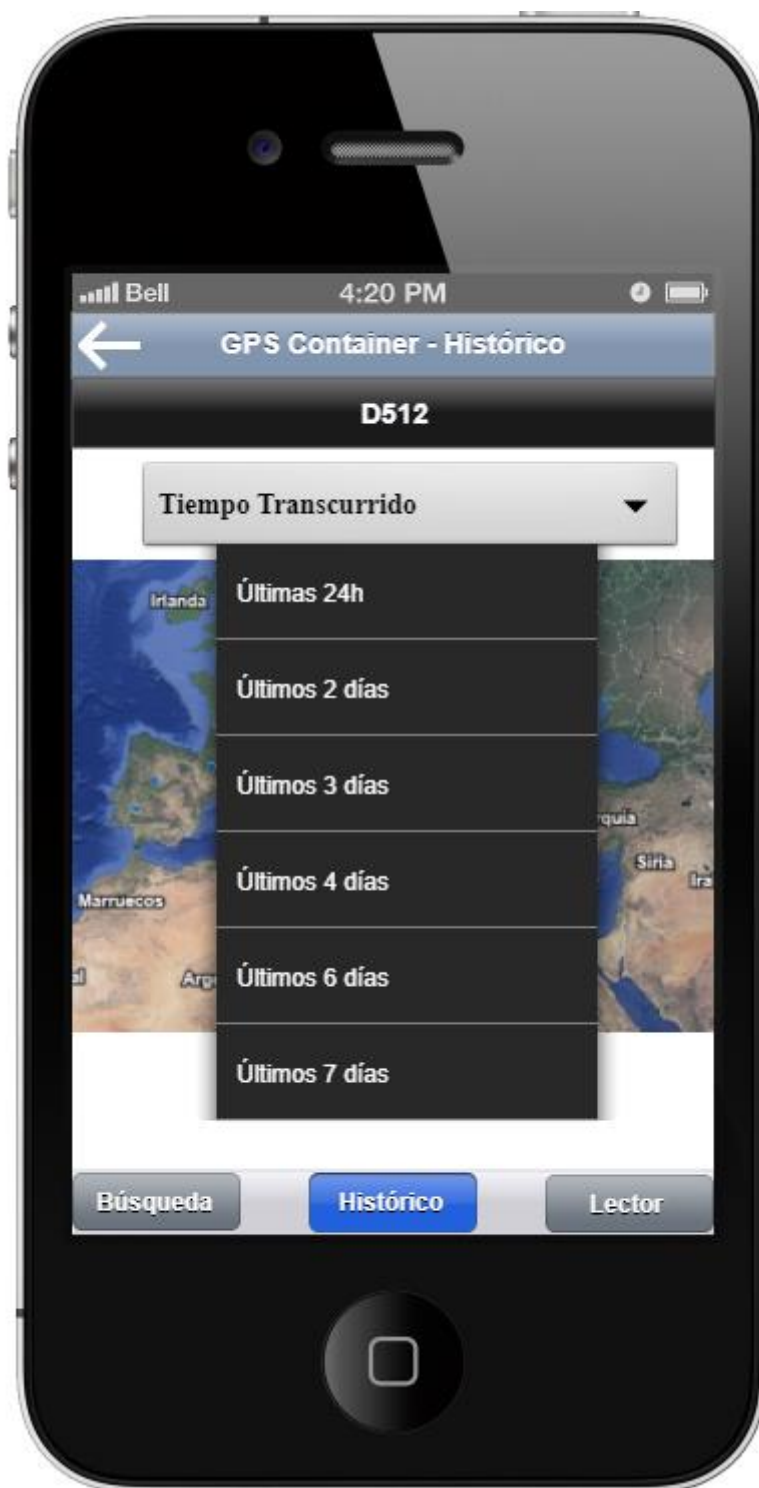 Bell 4:20 PM
GPS Container - Histórico
D512
Tiempo Transcurrido
Últimas 24h
Irlanda
Últimos 2 días
Últimos 3 días
Últimos 4 días
Siria
Marruecos
Últimos 6 días
Últimos 7 días
Búsqueda Histórico Lector